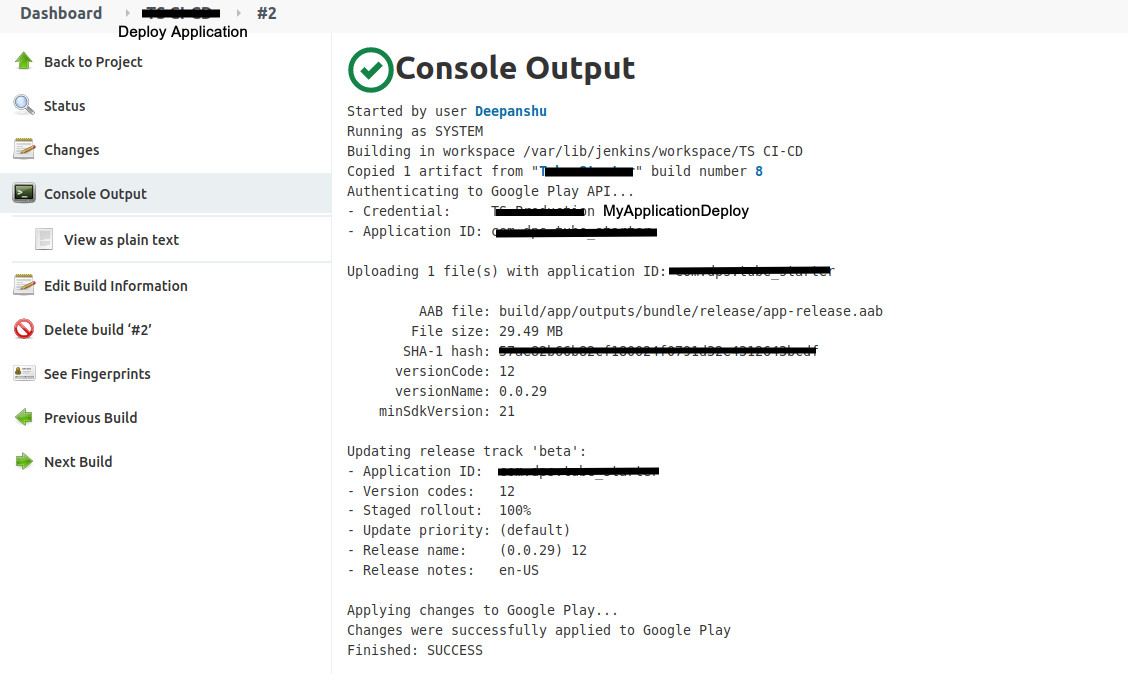 Dashboard #2
Deploy Application
Back to Project
Status
Changes
Console Output
View as plain text
Edit Build Information
Delete build ‘#2’
See Fingerprints
Previous Build
Next Build
Console Output
Started by user Deepanshu
Running as SYSTEM
Building in workspace /var/lib/jenkins/workspace/TS CI-CD
Copied 1 artifact from " " build number 8
Authenticating to Google Play API...
- Credential: MyApplicationDeploy
- Application ID:
Uploading 1 file(s) with application ID:
AAB file: build/app/outputs/bundle/release/app-release.aab
File size: 29.49 MB
SHA-1 hash:
versionCode: 12
versionName: 0.0.29
minSdkVersion: 21
Updating release track 'beta':
- Application ID:
- Version codes: 12
- Staged rollout: 100%
- Update priority: (default)
- Release name: (0.0.29) 12
- Release notes: en-US
Applying changes to Google Play...
Changes were successfully applied to Google Play
Finished: SUCCESS